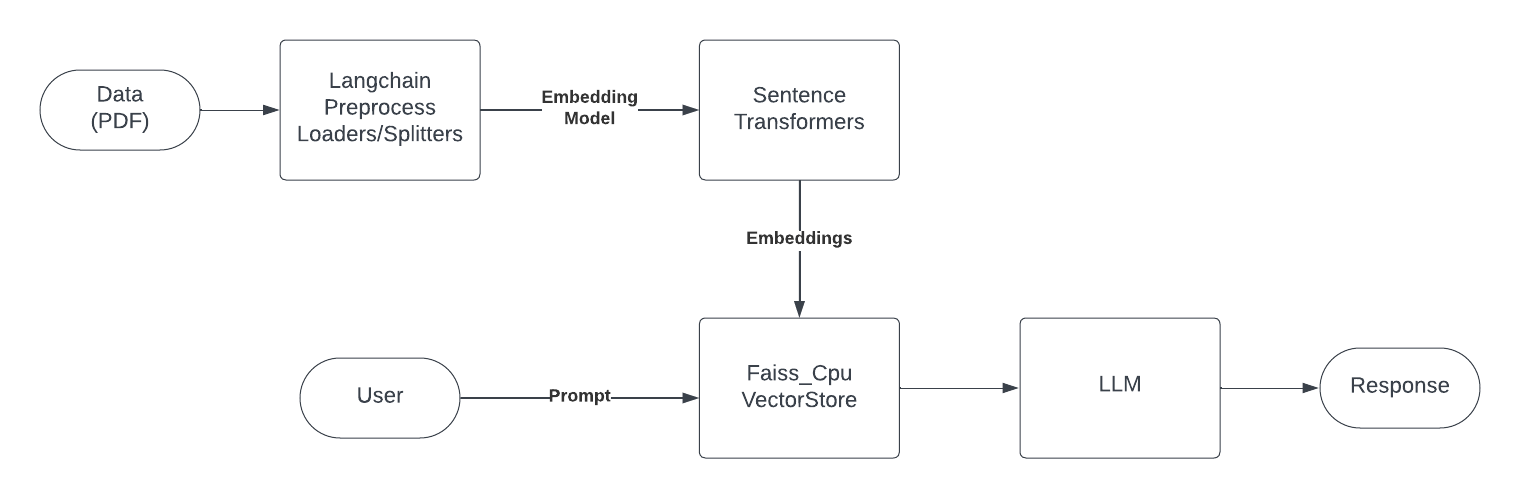 Data
(PDF)
Langchain
Preprocess
Loaders/Splitters
Embedding
Model
Sentence
Transformers
Embeddings
User
Prompt
Faiss_Cpu
VectorStore
LLM
Response